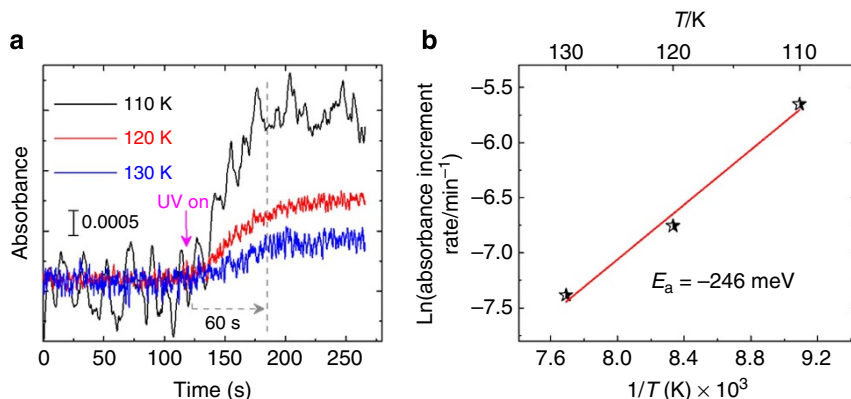 a
110 K
120 K
130 K
UV on
0.0005
60 s
Absorbance
0 50 100 150 200 250
Time (s)
b
T/K
130 120 110
−5.5
−6.0
−6.5
−7.0
−7.5
Ln(absorbance increment
rate/min⁻¹)
Eₐ = −246 meV
7.6 8.0 8.4 8.8 9.2
1/T (K) × 10³